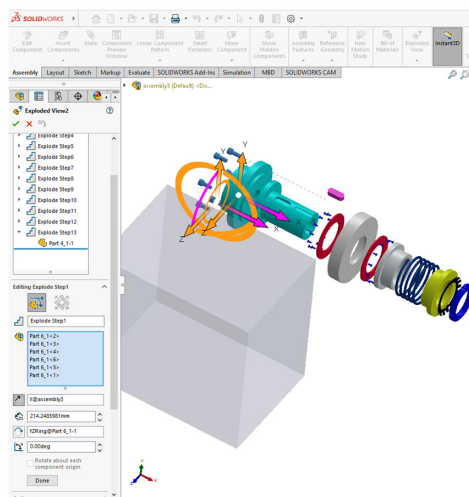 SOLIDWORKS
Edit Component
Insert Components
Mate
Component Preview Window
Linear Component Pattern
Smart Fasteners
Move Component
Show Hidden Components
Assembly Features
Reference Geometry
New Motion Study
Bill of Materials
Exploded View
Instant3D
Assembly Layout Sketch Markup Evaluate SOLIDWORKS Add-Ins Simulation MBD SOLIDWORKS CAM
assembly3 (Default) <Dis...
Exploded View2
Explode Step4
Explode Step5
Explode Step6
Explode Step7
Explode Step8
Explode Step9
Explode Step10
Explode Step11
Explode Step12
Explode Step13
Part 4_1-1
Editing Explode Step1
Explode Step1
Part 6_1<2>
Part 6_1<3>
Part 6_1<4>
Part 6_1<6>
Part 6_1<5>
Part 6_1<1>
X@assembly3
214.2485981mm
YZRing@Part 6_1-1
0.00deg
Rotate about each component origin
Done
Y
Y
X
X
Z